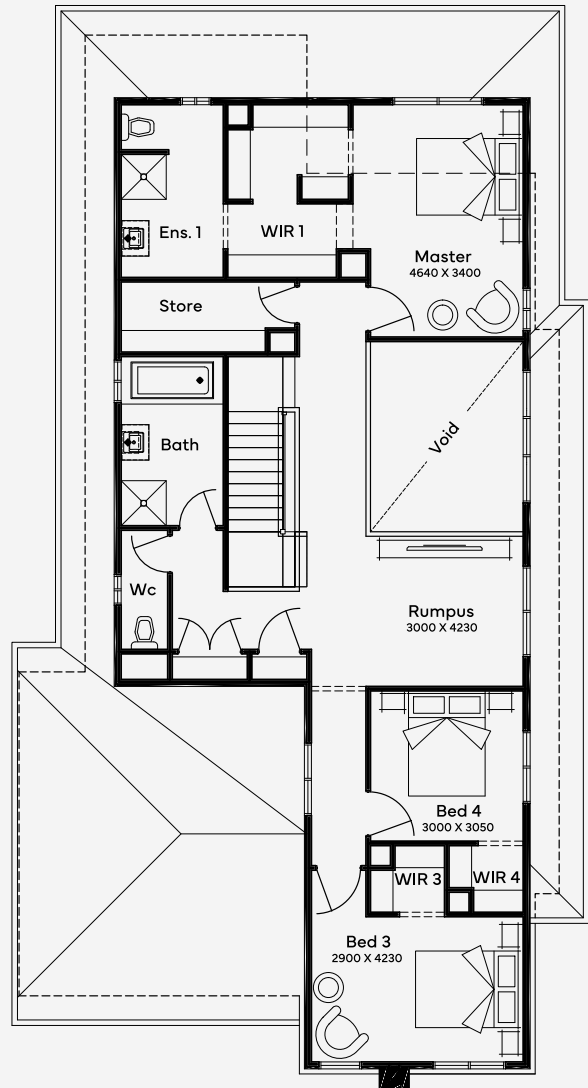 Ens. 1
WIR 1
Master
4640 X 3400
Store
Void
Bath
Wc
Rumpus
3000 X 4230
Bed 4
3000 X 3050
WIR 3
WIR 4
Bed 3
2900 X 4230